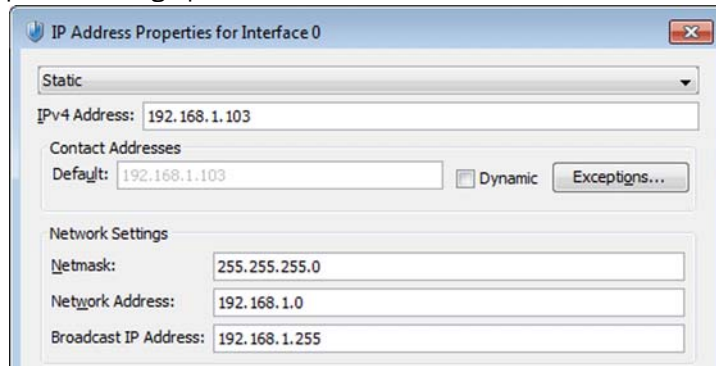 IP Address Properties for Interface 0
Static
IPv4 Address: 192.168.1.103
Contact Addresses
Default: 192.168.1.103 Dynamic Exceptions...
Network Settings
Netmask: 255.255.255.0
Network Address: 192.168.1.0
Broadcast IP Address: 192.168.1.255